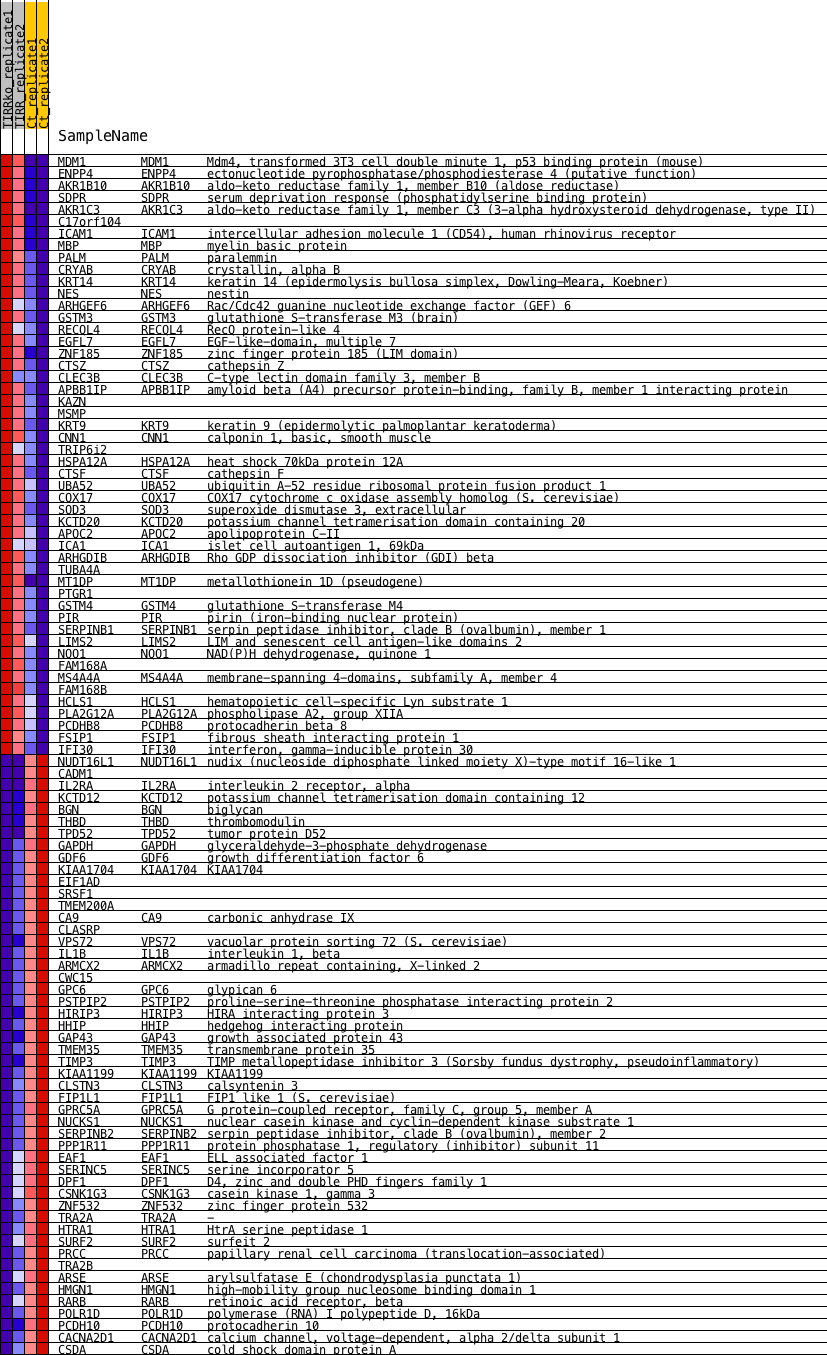 TIRRko_replicate1
TIRR_replicate2
Ct_replicate1
Ct_replicate2
SampleName
MDM1 MDM1 Mdm4, transformed 3T3 cell double minute 1, p53 binding protein (mouse)
ENPP4 ENPP4 ectonucleotide pyrophosphatase/phosphodiesterase 4 (putative function)
AKR1B10 AKR1B10 aldo-keto reductase family 1, member B10 (aldose reductase)
SDPR SDPR serum deprivation response (phosphatidylserine binding protein)
AKR1C3 AKR1C3 aldo-keto reductase family 1, member C3 (3-alpha hydroxysteroid dehydrogenase, type II)
C17orf104
ICAM1 ICAM1 intercellular adhesion molecule 1 (CD54), human rhinovirus receptor
MBP MBP myelin basic protein
PALM PALM paralemmin
CRYAB CRYAB crystallin, alpha B
KRT14 KRT14 keratin 14 (epidermolysis bullosa simplex, Dowling-Meara, Koebner)
NES NES nestin
ARHGEF6 ARHGEF6 Rac/Cdc42 guanine nucleotide exchange factor (GEF) 6
GSTM3 GSTM3 glutathione S-transferase M3 (brain)
RECQL4 RECQL4 RecQ protein-like 4
EGFL7 EGFL7 EGF-like-domain, multiple 7
ZNF185 ZNF185 zinc finger protein 185 (LIM domain)
CTSZ CTSZ cathepsin Z
CLEC3B CLEC3B C-type lectin domain family 3, member B
APBB1IP APBB1IP amyloid beta (A4) precursor protein-binding, family B, member 1 interacting protein
KAZN
MSMP
KRT9 KRT9 keratin 9 (epidermolytic palmoplantar keratoderma)
CNN1 CNN1 calponin 1, basic, smooth muscle
TRIP6i2
HSPA12A HSPA12A heat shock 70kDa protein 12A
CTSF CTSF cathepsin F
UBA52 UBA52 ubiquitin A-52 residue ribosomal protein fusion product 1
COX17 COX17 COX17 cytochrome c oxidase assembly homolog (S. cerevisiae)
SOD3 SOD3 superoxide dismutase 3, extracellular
KCTD20 KCTD20 potassium channel tetramerisation domain containing 20
APOC2 APOC2 apolipoprotein C-II
ICA1 ICA1 islet cell autoantigen 1, 69kDa
ARHGDIB ARHGDIB Rho GDP dissociation inhibitor (GDI) beta
TUBA4A
MT1DP MT1DP metallothionein 1D (pseudogene)
PTGR1
GSTM4 GSTM4 glutathione S-transferase M4
PIR PIR pirin (iron-binding nuclear protein)
SERPINB1 SERPINB1 serpin peptidase inhibitor, clade B (ovalbumin), member 1
LIMS2 LIMS2 LIM and senescent cell antigen-like domains 2
NQO1 NQO1 NAD(P)H dehydrogenase, quinone 1
FAM168A
MS4A4A MS4A4A membrane-spanning 4-domains, subfamily A, member 4
FAM168B
HCLS1 HCLS1 hematopoietic cell-specific Lyn substrate 1
PLA2G12A PLA2G12A phospholipase A2, group XIIA
PCDHB8 PCDHB8 protocadherin beta 8
FSIP1 FSIP1 fibrous sheath interacting protein 1
IFI30 IFI30 interferon, gamma-inducible protein 30
NUDT16L1 NUDT16L1 nudix (nucleoside diphosphate linked moiety X)-type motif 16-like 1
CADM1
IL2RA IL2RA interleukin 2 receptor, alpha
KCTD12 KCTD12 potassium channel tetramerisation domain containing 12
BGN BGN biglycan
THBD THBD thrombomodulin
TPD52 TPD52 tumor protein D52
GAPDH GAPDH glyceraldehyde-3-phosphate dehydrogenase
GDF6 GDF6 growth differentiation factor 6
KIAA1704 KIAA1704 KIAA1704
EIF1AD
SRSF1
TMEM200A
CA9 CA9 carbonic anhydrase IX
CLASRP
VPS72 VPS72 vacuolar protein sorting 72 (S. cerevisiae)
IL1B IL1B interleukin 1, beta
ARMCX2 ARMCX2 armadillo repeat containing, X-linked 2
CWC15
GPC6 GPC6 glypican 6
PSTPIP2 PSTPIP2 proline-serine-threonine phosphatase interacting protein 2
HIRIP3 HIRIP3 HIRA interacting protein 3
HHIP HHIP hedgehog interacting protein
GAP43 GAP43 growth associated protein 43
TMEM35 TMEM35 transmembrane protein 35
TIMP3 TIMP3 TIMP metallopeptidase inhibitor 3 (Sorsby fundus dystrophy, pseudoinflammatory)
KIAA1199 KIAA1199 KIAA1199
CLSTN3 CLSTN3 calsyntenin 3
FIP1L1 FIP1L1 FIP1 like 1 (S. cerevisiae)
GPRC5A GPRC5A G protein-coupled receptor, family C, group 5, member A
NUCKS1 NUCKS1 nuclear casein kinase and cyclin-dependent kinase substrate 1
SERPINB2 SERPINB2 serpin peptidase inhibitor, clade B (ovalbumin), member 2
PPP1R11 PPP1R11 protein phosphatase 1, regulatory (inhibitor) subunit 11
EAF1 EAF1 ELL associated factor 1
SERINC5 SERINC5 serine incorporator 5
DPF1 DPF1 D4, zinc and double PHD fingers family 1
CSNK1G3 CSNK1G3 casein kinase 1, gamma 3
ZNF532 ZNF532 zinc finger protein 532
TRA2A TRA2A -
HTRA1 HTRA1 HtrA serine peptidase 1
SURF2 SURF2 surfeit 2
PRCC PRCC papillary renal cell carcinoma (translocation-associated)
TRA2B
ARSE ARSE arylsulfatase E (chondrodysplasia punctata 1)
HMGN1 HMGN1 high-mobility group nucleosome binding domain 1
RARB RARB retinoic acid receptor, beta
POLR1D POLR1D polymerase (RNA) I polypeptide D, 16kDa
PCDH10 PCDH10 protocadherin 10
CACNA2D1 CACNA2D1 calcium channel, voltage-dependent, alpha 2/delta subunit 1
CSDA CSDA cold shock domain protein A